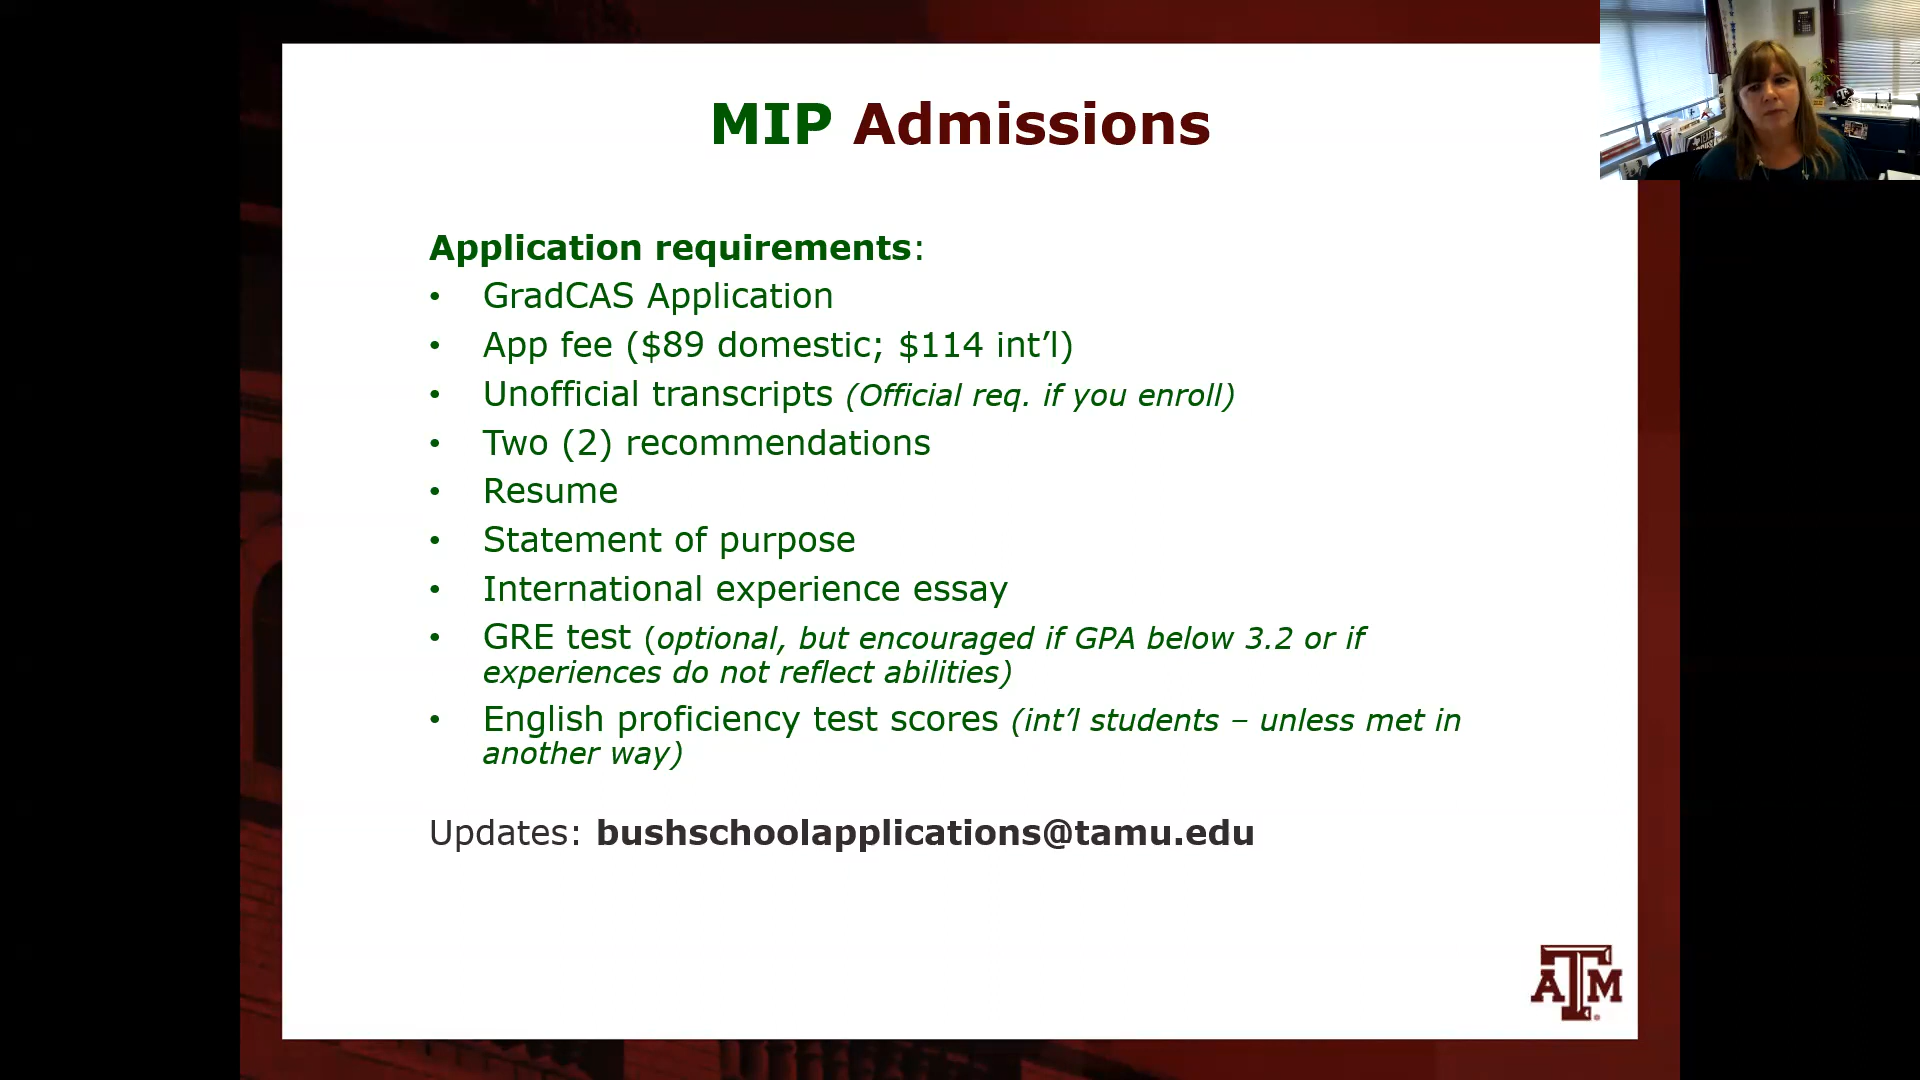 MIP Admissions
Application requirements:
• GradCAS Application
• App fee ($89 domestic; $114 int’l)
• Unofficial transcripts (Official req. if you enroll)
• Two (2) recommendations
• Resume
• Statement of purpose
• International experience essay
• GRE test (optional, but encouraged if GPA below 3.2 or if
experiences do not reflect abilities)
• English proficiency test scores (int’l students – unless met in
another way)
Updates: bushschoolapplications@tamu.edu
ATM